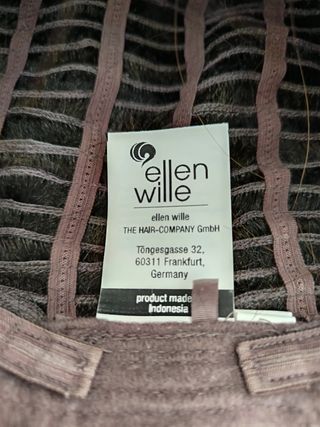 ellen
wille
ellen wille
THE HAIR-COMPANY GmbH
Töngesgasse 32,
60311 Frankfurt,
Germany
product made
Indonesia